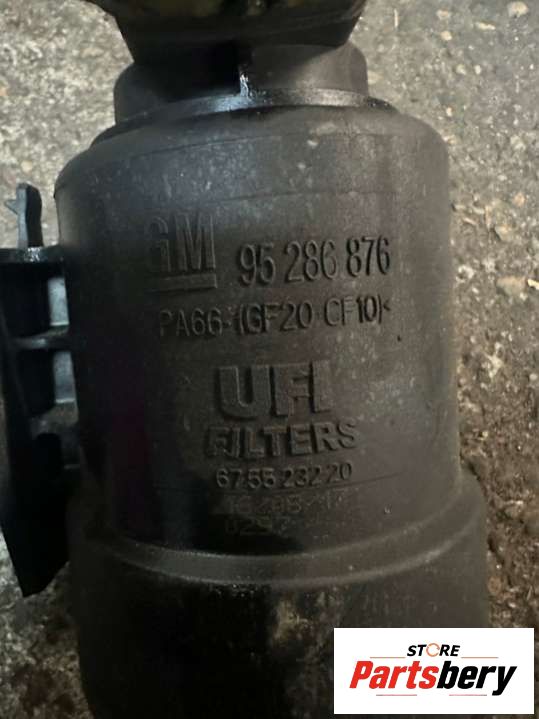 GM 95 286 876
PA66-(GF20 CF10)<
UFI
FILTERS
67 55 232 20
STORE
Partsbery